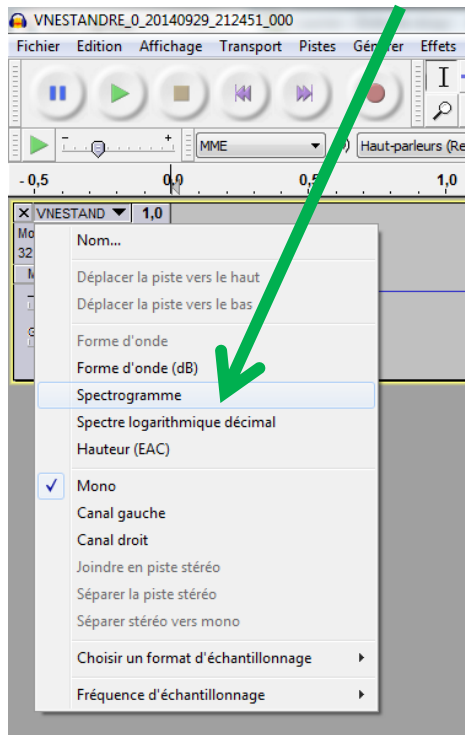 VNESTANDRE_0_20140929_212451_000
Fichier Edition Affichage Transport Pistes Générer Effets
MME Haut-parleurs (Re
- 0,5 0,0 0,5 1,0
VNESTAND 1,0
Mo
32
Nom...
Déplacer la piste vers le haut
Déplacer la piste vers le bas
Forme d'onde
Forme d'onde (dB)
Spectrogramme
Spectre logarithmique décimal
Hauteur (EAC)
Mono
Canal gauche
Canal droit
Joindre en piste stéréo
Séparer la piste stéréo
Séparer stéréo vers mono
Choisir un format d'échantillonnage
Fréquence d'échantillonnage